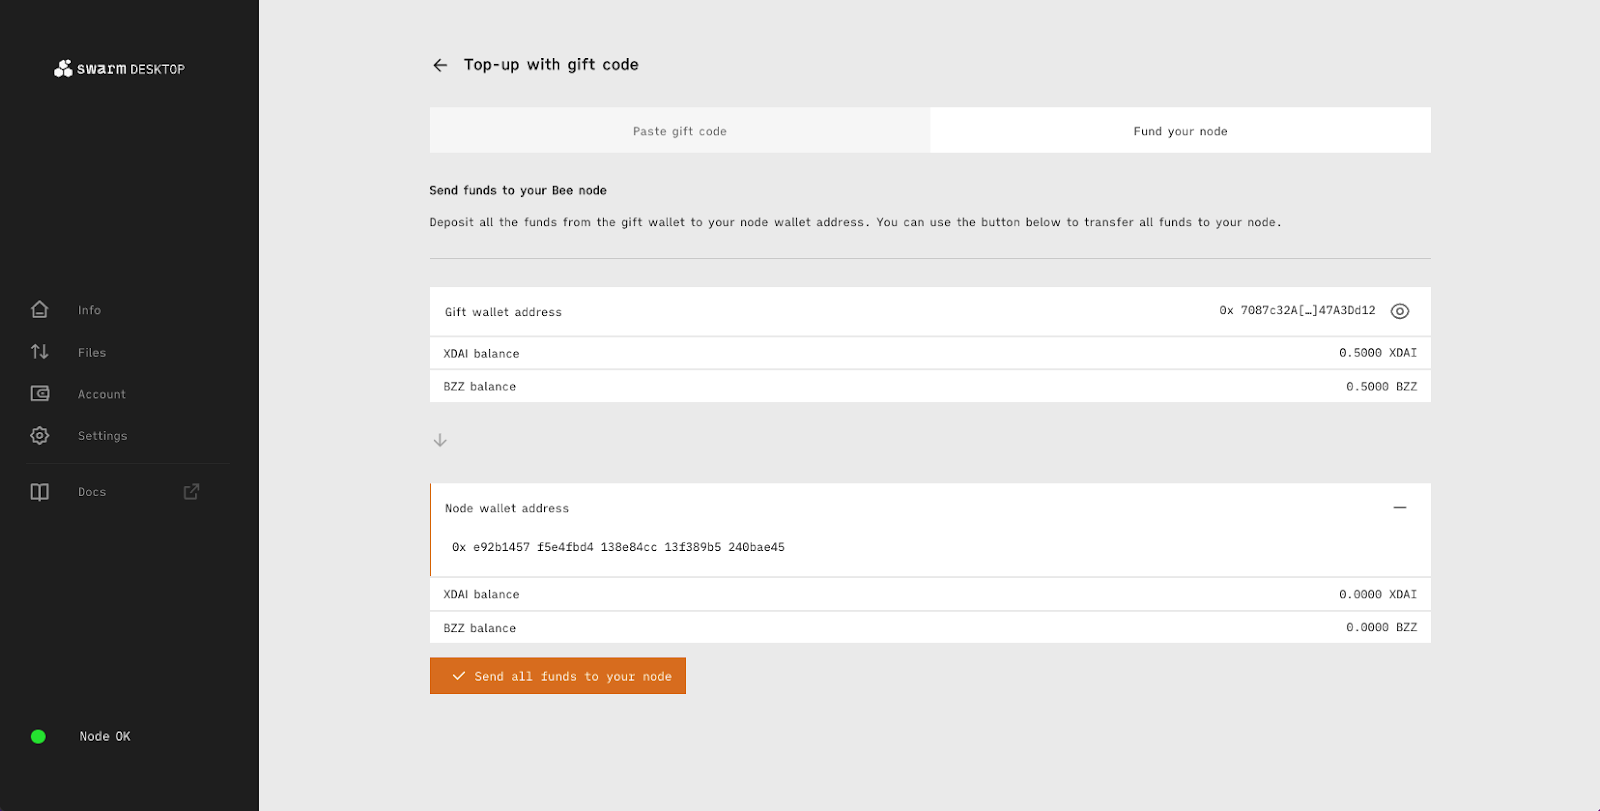 swarm DESKTOP
Info
Files
Account
Settings
Docs
Node OK
Top-up with gift code
Paste gift code
Fund your node
Send funds to your Bee node
Deposit all the funds from the gift wallet to your node wallet address. You can use the button below to transfer all funds to your node.
Gift wallet address 0x 7087c32A[…]47A3Dd12
XDAI balance 0.5000 XDAI
BZZ balance 0.5000 BZZ
Node wallet address
0x e92b1457 f5e4fbd4 138e84cc 13f389b5 240bae45
XDAI balance 0.0000 XDAI
BZZ balance 0.0000 BZZ
Send all funds to your node